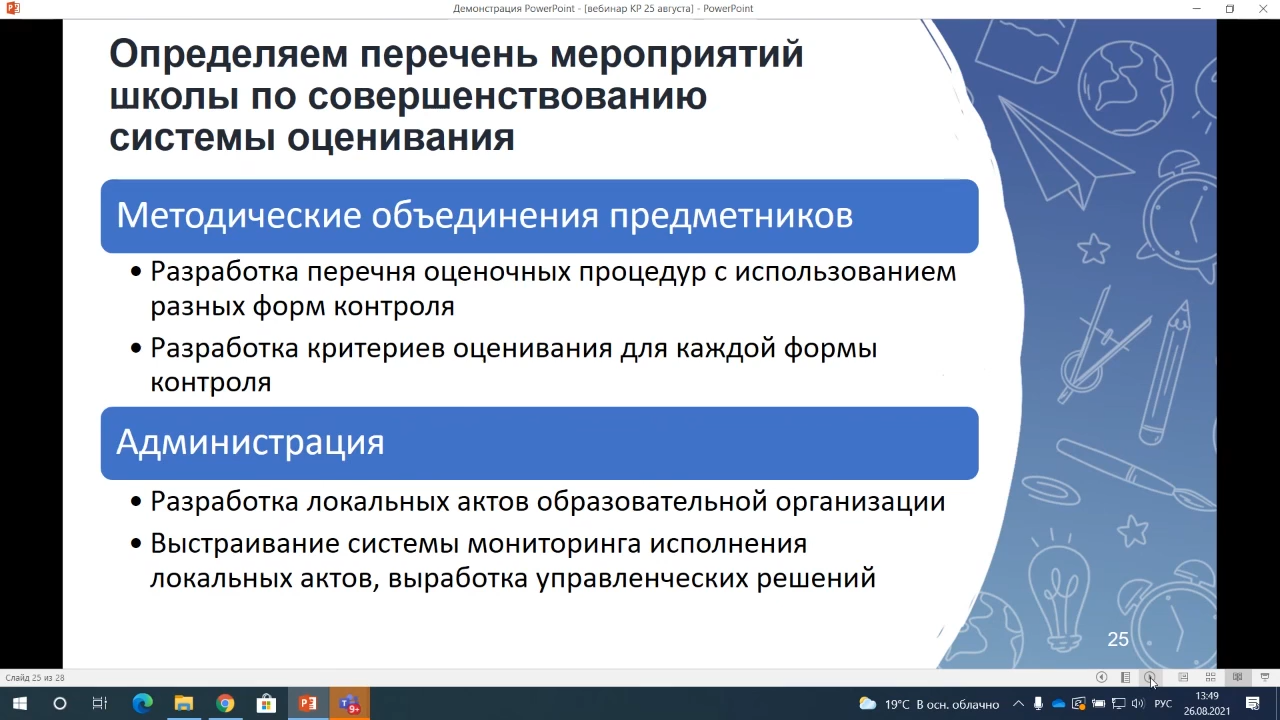 Демонстрация PowerPoint - [вебинар КР 25 августа] - PowerPoint
Определяем перечень мероприятий
школы по совершенствованию
системы оценивания
Методические объединения предметников
• Разработка перечня оценочных процедур с использованием
разных форм контроля
• Разработка критериев оценивания для каждой формы
контроля
Администрация
• Разработка локальных актов образовательной организации
• Выстраивание системы мониторинга исполнения
локальных актов, выработка управленческих решений
25
Слайд 25 из 28
9+
19°C В осн. облачно
РУС
13:49
26.08.2021